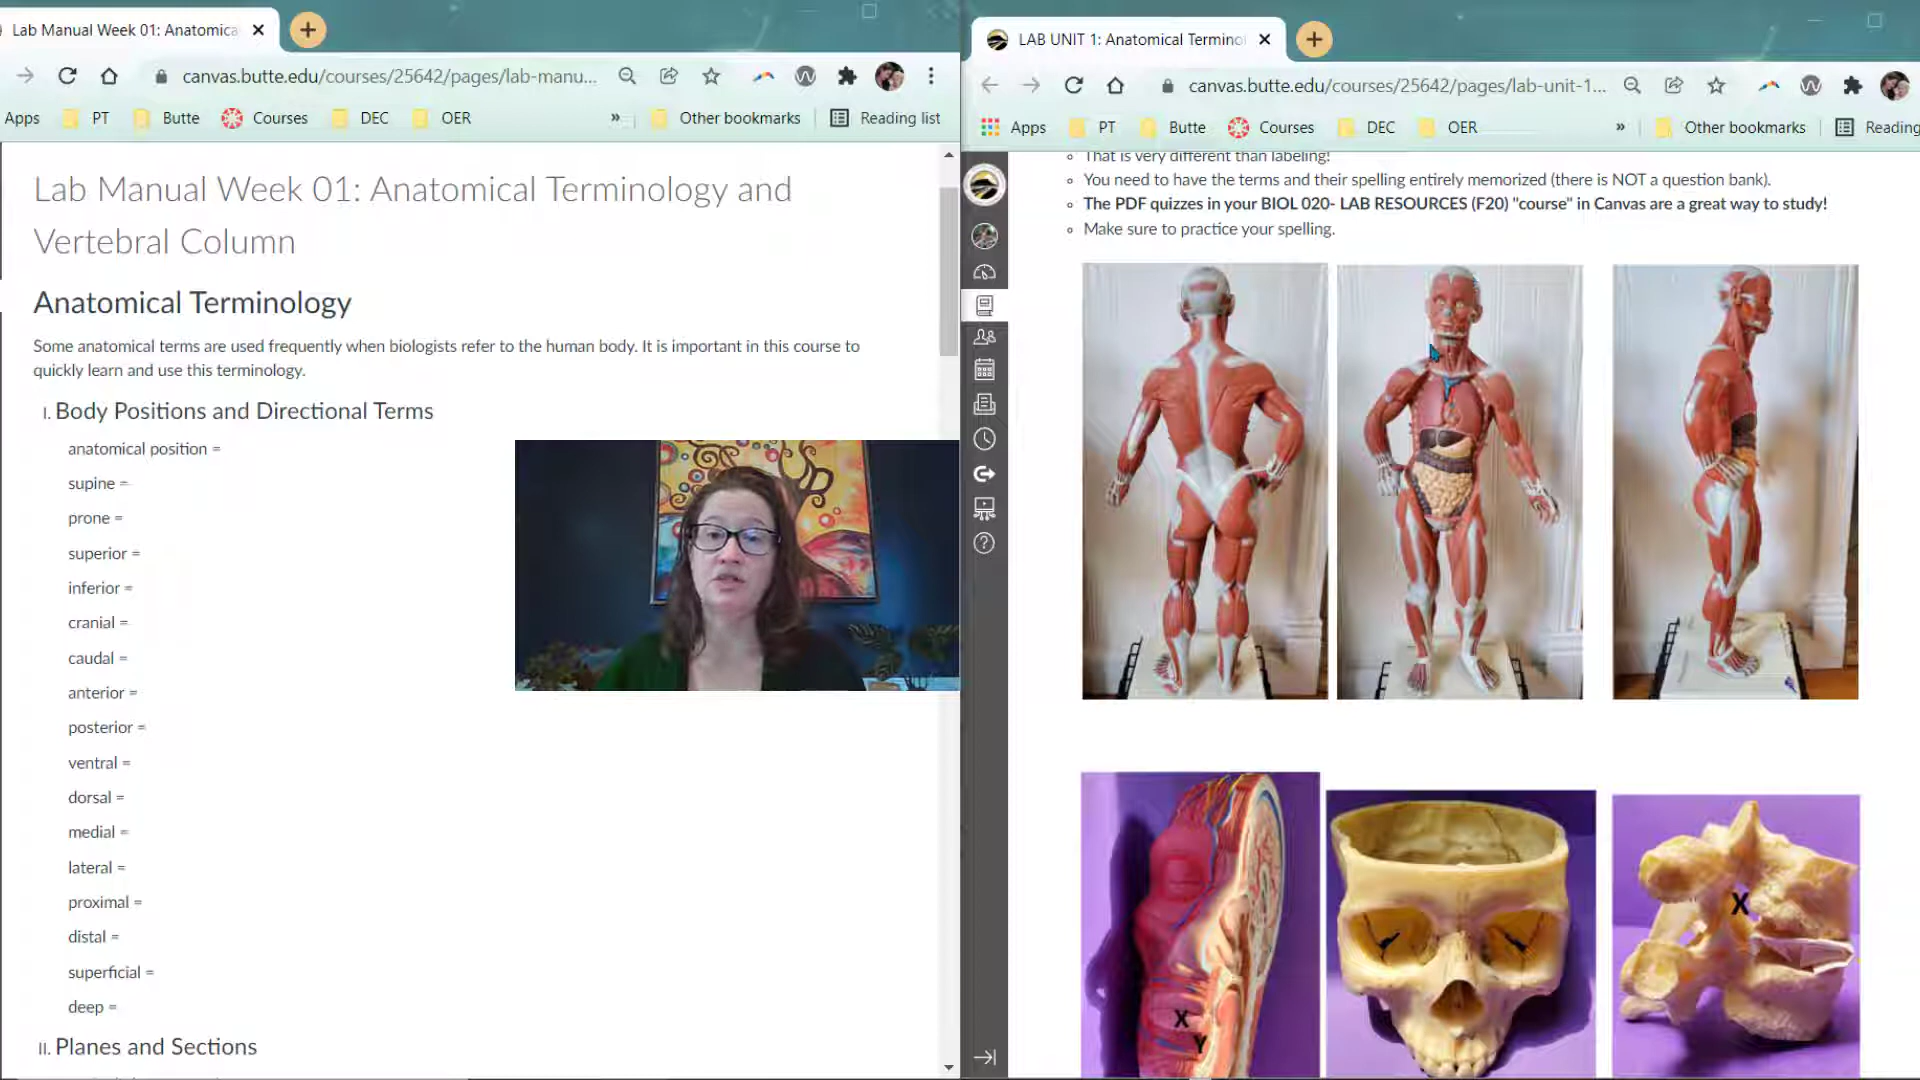 Lab Manual Week 01: Anatomica
canvas.butte.edu/courses/25642/pages/lab-manu...
Apps PT Butte Courses DEC OER » Other bookmarks Reading list
Lab Manual Week 01: Anatomical Terminology and
Vertebral Column
Anatomical Terminology
Some anatomical terms are used frequently when biologists refer to the human body. It is important in this course to
quickly learn and use this terminology.
I. Body Positions and Directional Terms
anatomical position =
supine =
prone =
superior =
inferior =
cranial =
caudal =
anterior =
posterior =
ventral =
dorsal =
medial =
lateral =
proximal =
distal =
superficial =
deep =
II. Planes and Sections
LAB UNIT 1: Anatomical Termino
canvas.butte.edu/courses/25642/pages/lab-unit-1...
Apps PT Butte Courses DEC OER » Other bookmarks Reading
That is very different than labeling!
You need to have the terms and their spelling entirely memorized (there is NOT a question bank).
The PDF quizzes in your BIOL 020- LAB RESOURCES (F20) "course" in Canvas are a great way to study!
Make sure to practice your spelling.
X
Y
X